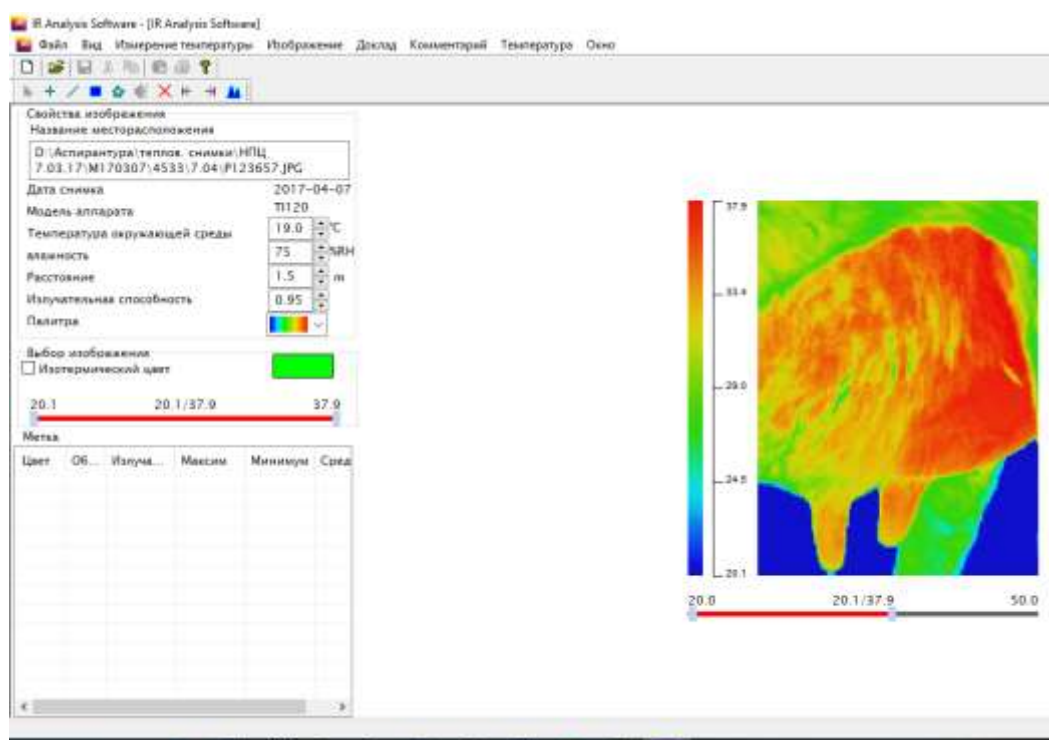 IR Analysis Software - [IR Analysis Software]
Файл Вид Измерение температуры Изображение Доклад Комментарий Температура Окно
Свойства изображения
Название месторасположения
D:\Аспирантура\теплов. снимки\НПЦ
7.03.17\M170307\4533\7.04\P123657.JPG
Дата снимка 2017-04-07
Модель аппарата TI120
Температура окружающей среды 19.0 °C
влажность 75 %RH
Расстояние 1.5 m
Излучательная способность 0.95
Палитра
Выбор изображения
Изотермический цвет
20.1 20.1/37.9 37.9
Метка
Цвет Об... Излуча... Максим Минимум Сред
37.9
33.4
29.0
24.5
20.1
20.0 20.1/37.9 50.0